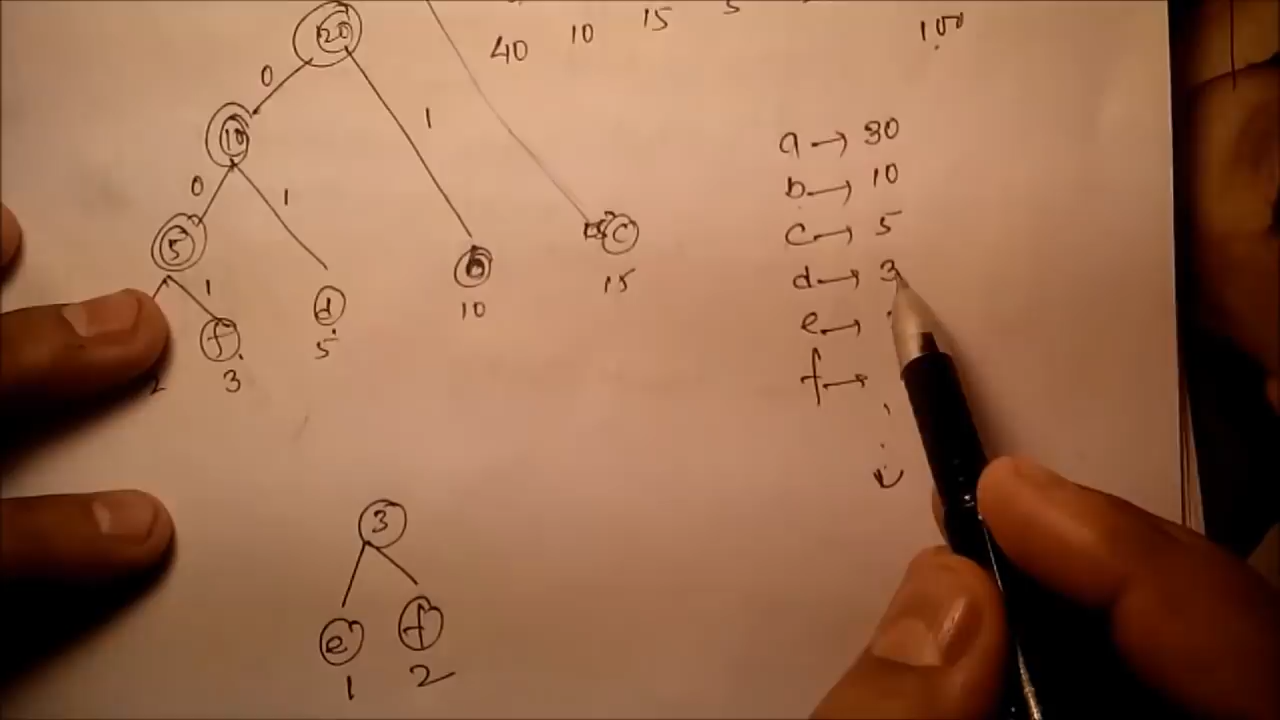 20
40 10 15 5
100
0
1
10
0
1
5
1
d
5
f
3
2
10
c
15
a → 30
b → 10
c → 5
d → 3
e →
f →
3
e f
1 2